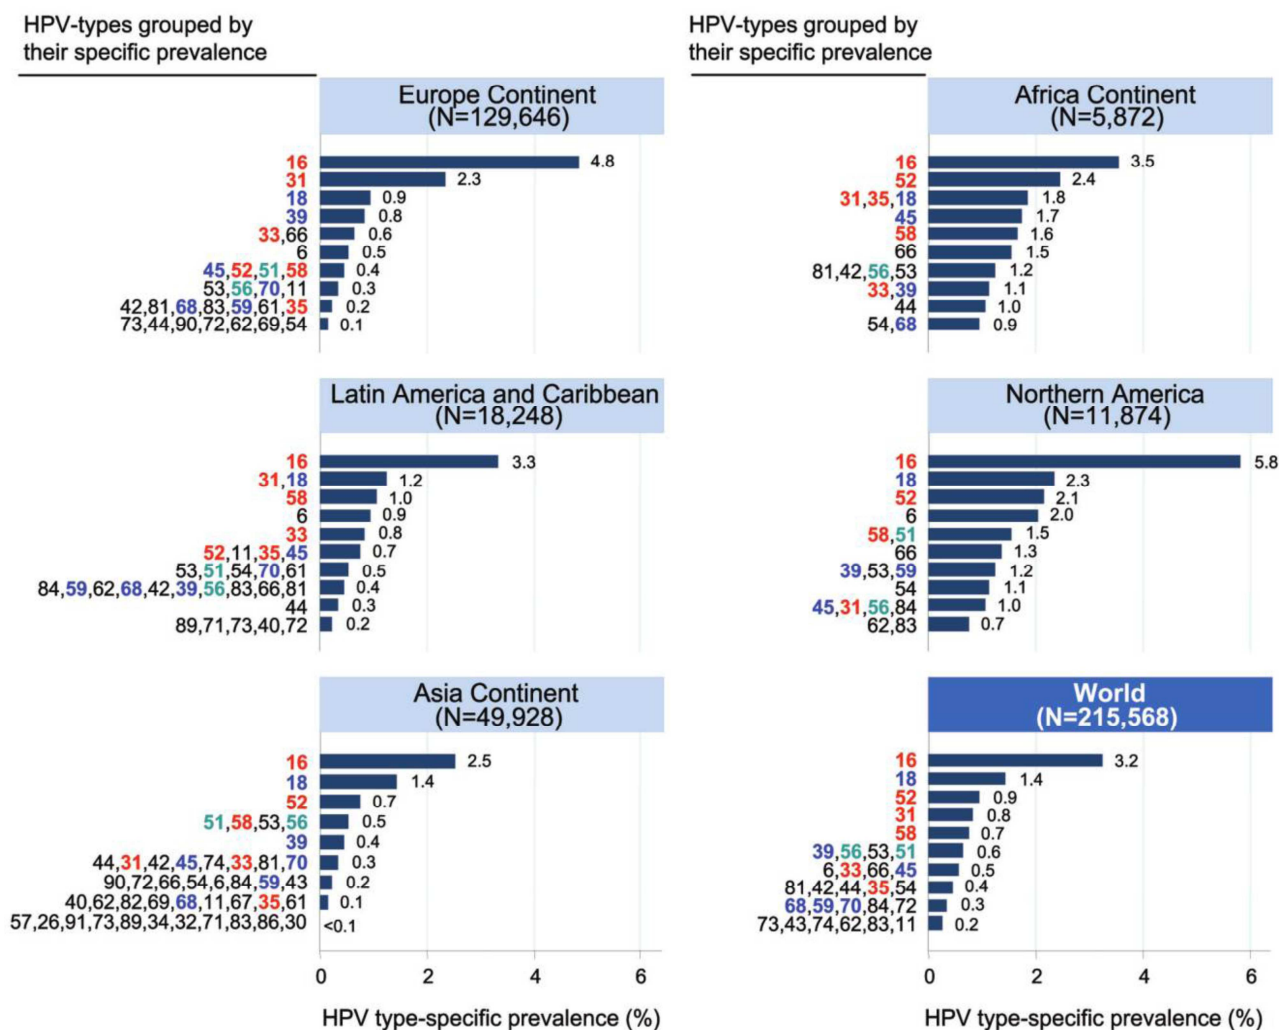 HPV-types grouped by
their specific prevalence
Europe Continent
(N=129,646)
16 4.8
31 2.3
18 0.9
39 0.8
33,66 0.6
6 0.5
45,52,51,58 0.4
53,56,70,11 0.3
42,81,68,83,59,61,35 0.2
73,44,90,72,62,69,54 0.1
Latin America and Caribbean
(N=18,248)
16 3.3
31,18 1.2
58 1.0
6 0.9
33 0.8
52,11,35,45 0.7
53,51,54,70,61 0.5
84,59,62,68,42,39,56,83,66,81 0.4
44 0.3
89,71,73,40,72 0.2
Asia Continent
(N=49,928)
16 2.5
18 1.4
52 0.7
51,58,53,56 0.5
39 0.4
44,31,42,45,74,33,81,70 0.3
90,72,66,54,6,84,59,43 0.2
40,62,82,69,68,11,67,35,61 0.1
57,26,91,73,89,34,32,71,83,86,30 <0.1
0 2 4 6
HPV type-specific prevalence (%)
HPV-types grouped by
their specific prevalence
Africa Continent
(N=5,872)
16 3.5
52 2.4
31,35,18 1.8
45 1.7
58 1.6
66 1.5
81,42,56,53 1.2
33,39 1.1
44 1.0
54,68 0.9
Northern America
(N=11,874)
16 5.8
18 2.3
52 2.1
6 2.0
58,51 1.5
66 1.3
39,53,59 1.2
54 1.1
45,31,56,84 1.0
62,83 0.7
World
(N=215,568)
16 3.2
18 1.4
52 0.9
31 0.8
58 0.7
39,56,53,51 0.6
6,33,66,45 0.5
81,42,44,35,54 0.4
68,59,70,84,72 0.3
73,43,74,62,83,11 0.2
0 2 4 6
HPV type-specific prevalence (%)